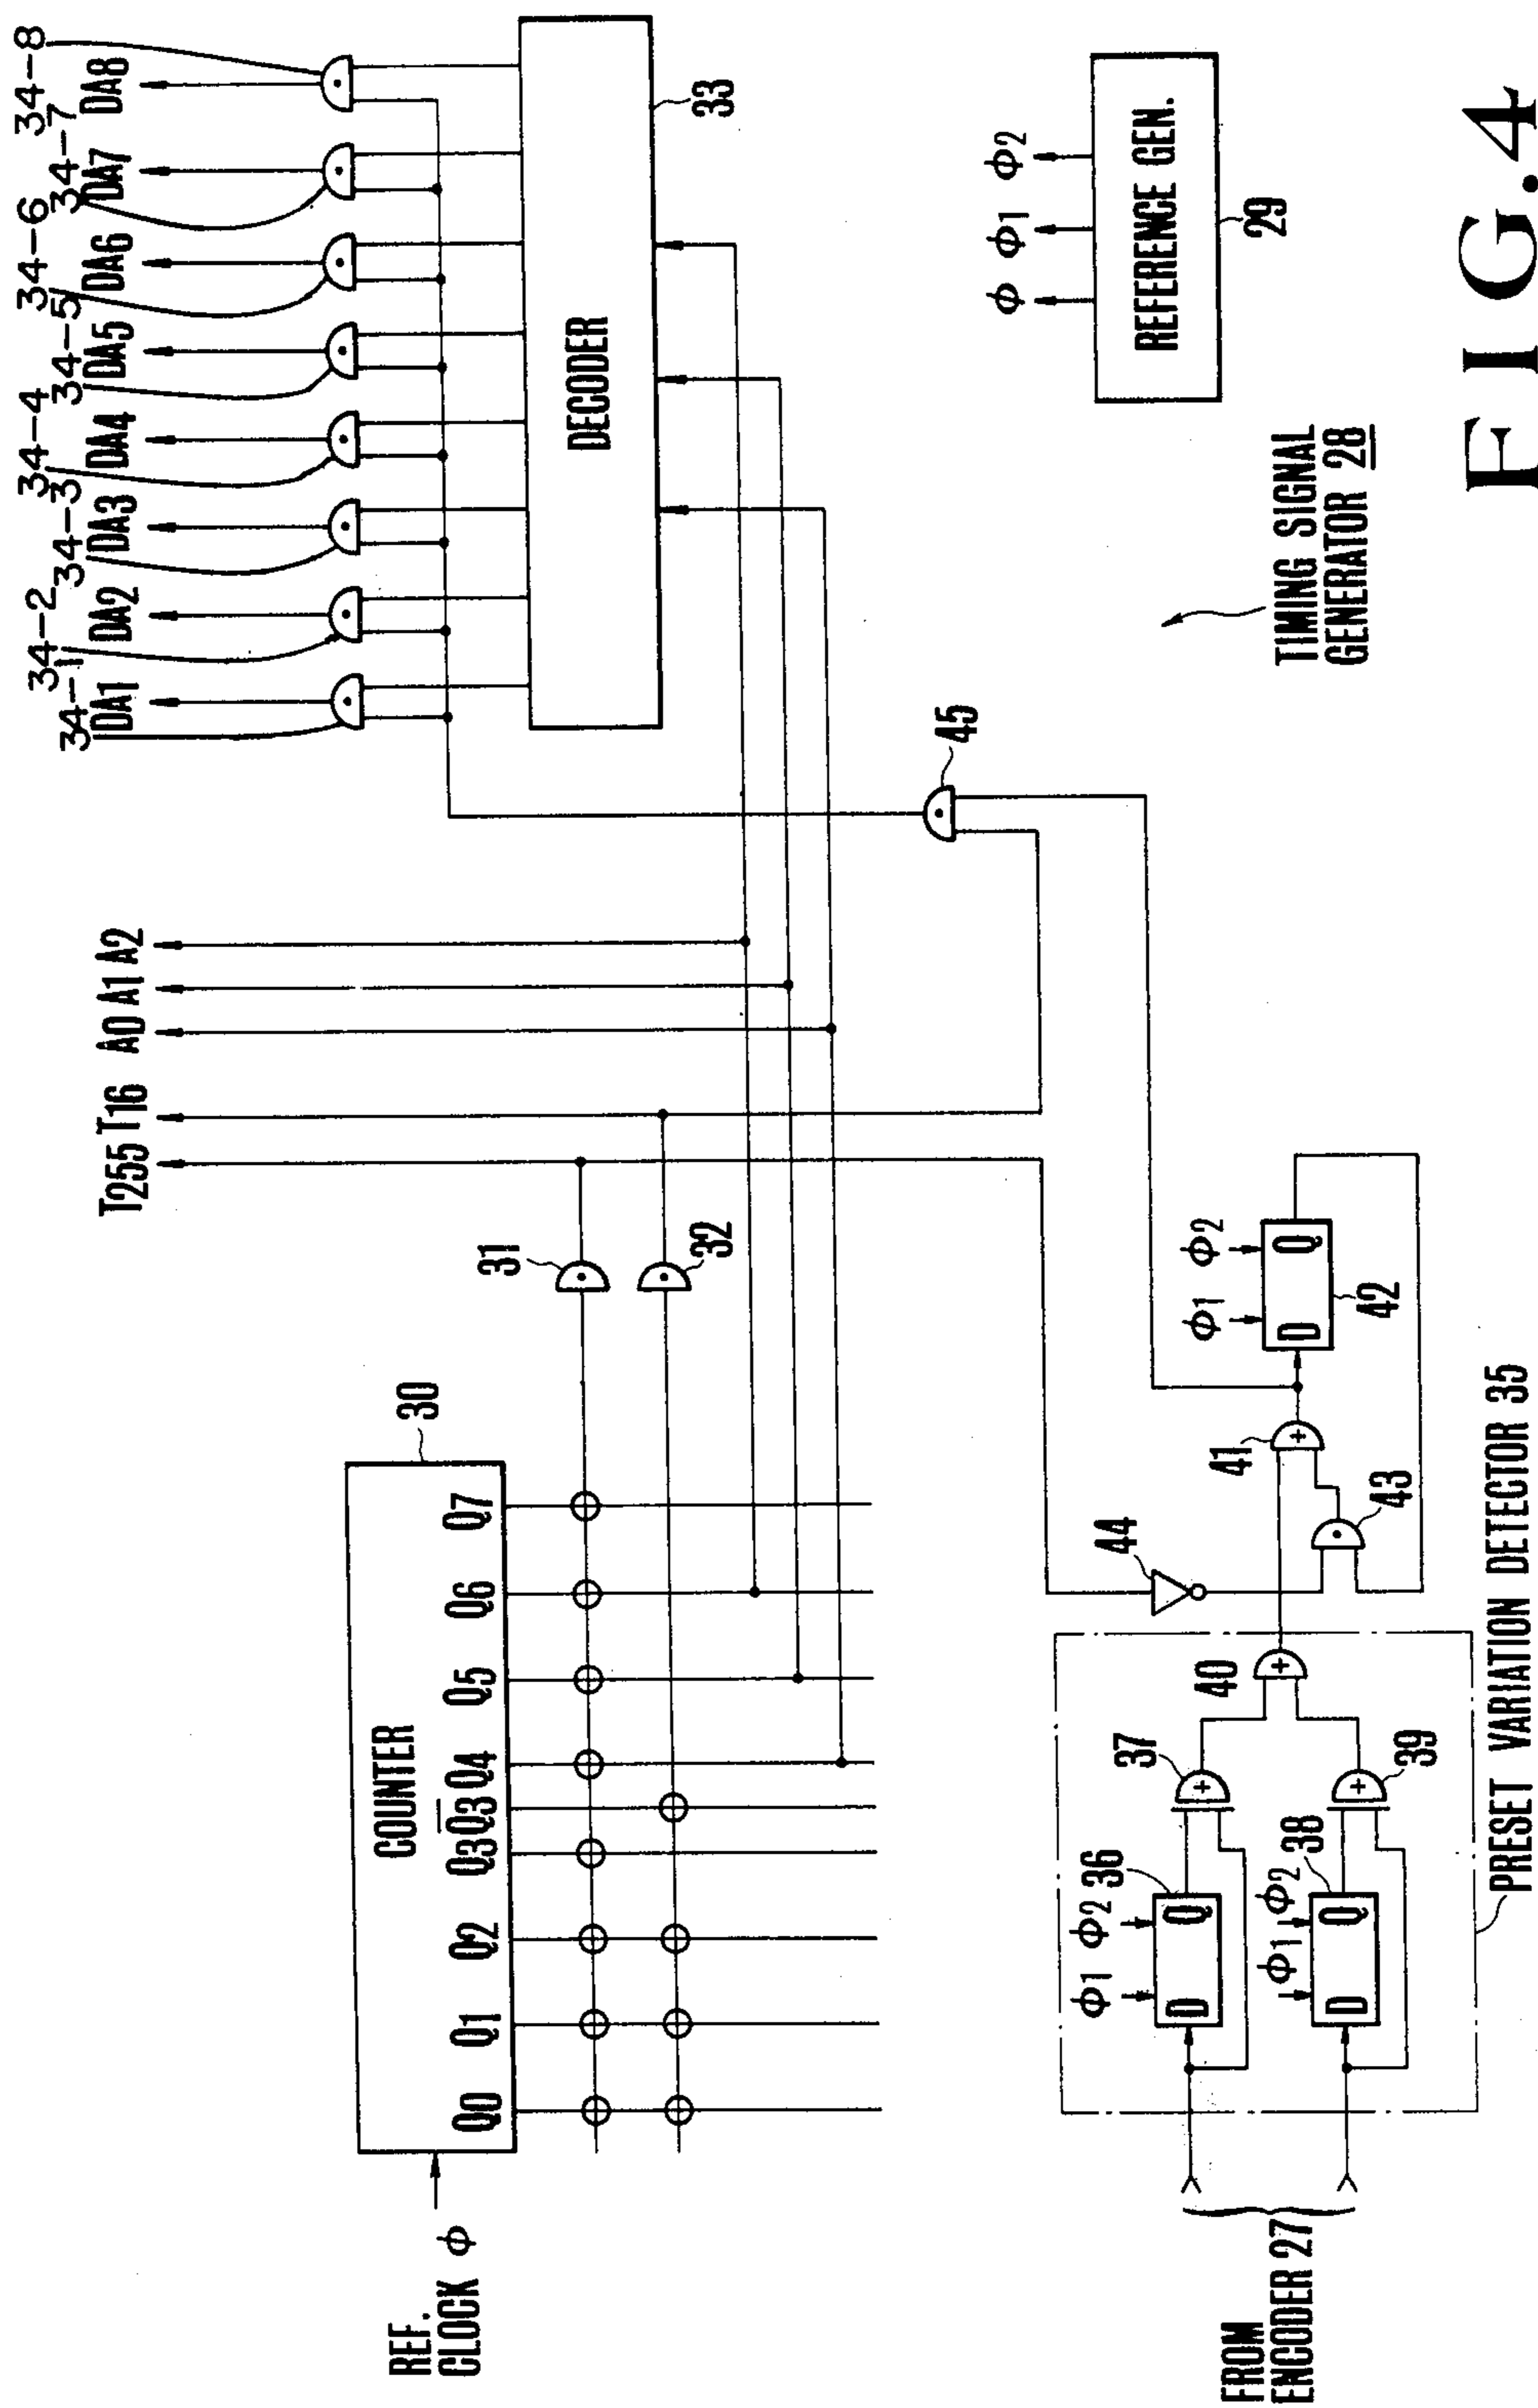 34-1
34-2
34-3
34-4
34-5
34-6
34-7
34-8
T255 T16 A0 A1 A2 DA1 DA2 DA3 DA4 DA5 DA6 DA7 DA8
REF.
CLOCK ϕ
COUNTER
30
Q0 Q1 Q2 Q3 Q̅3 Q4 Q5 Q6 Q7
31
32
DECODER
33
45
FROM
ENCODER 27
ϕ1 ϕ2
D Q
36
37
ϕ1 ϕ2
D Q
38
39
40
44
41
43
ϕ1 ϕ2
D Q
42
PRESET VARIATION DETECTOR 35
TIMING SIGNAL
GENERATOR 28
ϕ ϕ1 ϕ2
REFERENCE GEN.
29
FIG.4